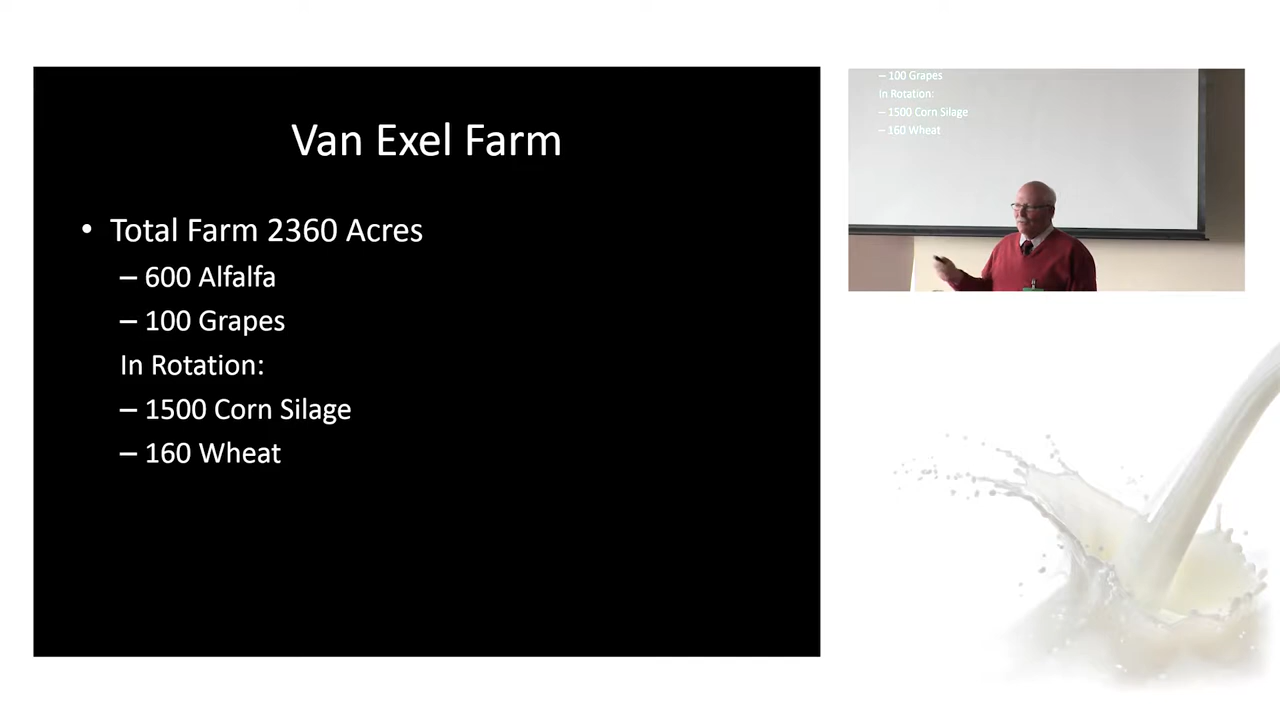 Van Exel Farm
• Total Farm 2360 Acres
– 600 Alfalfa
– 100 Grapes
In Rotation:
– 1500 Corn Silage
– 160 Wheat
– 100 Grapes
In Rotation:
– 1500 Corn Silage
– 160 Wheat